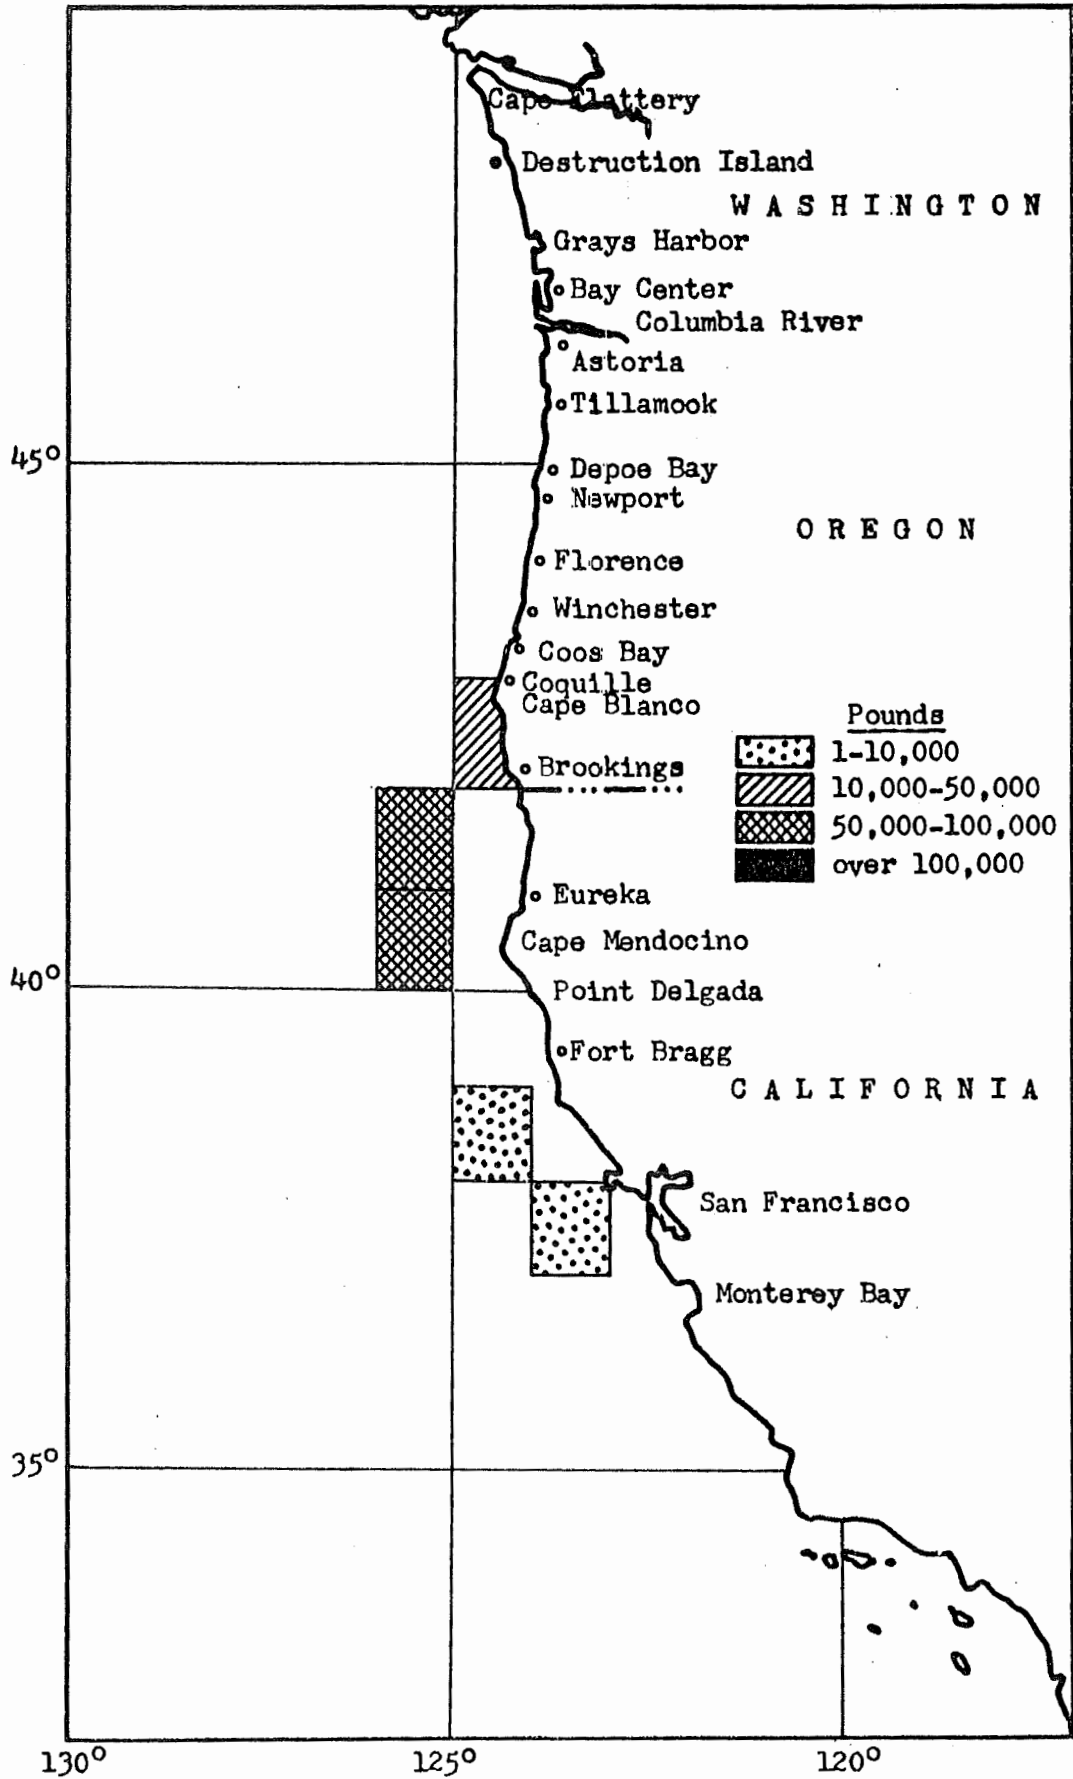 Cape Flattery
Destruction Island
WASHINGTON
Grays Harbor
Bay Center
Columbia River
Astoria
Tillamook
45°
Depoe Bay
Newport
OREGON
Florence
Winchester
Coos Bay
Coquille
Cape Blanco
Pounds
1-10,000
Brookings
10,000-50,000
50,000-100,000
over 100,000
Eureka
Cape Mendocino
40°
Point Delgada
Fort Bragg
CALIFORNIA
San Francisco
Monterey Bay
35°
130°
125°
120°